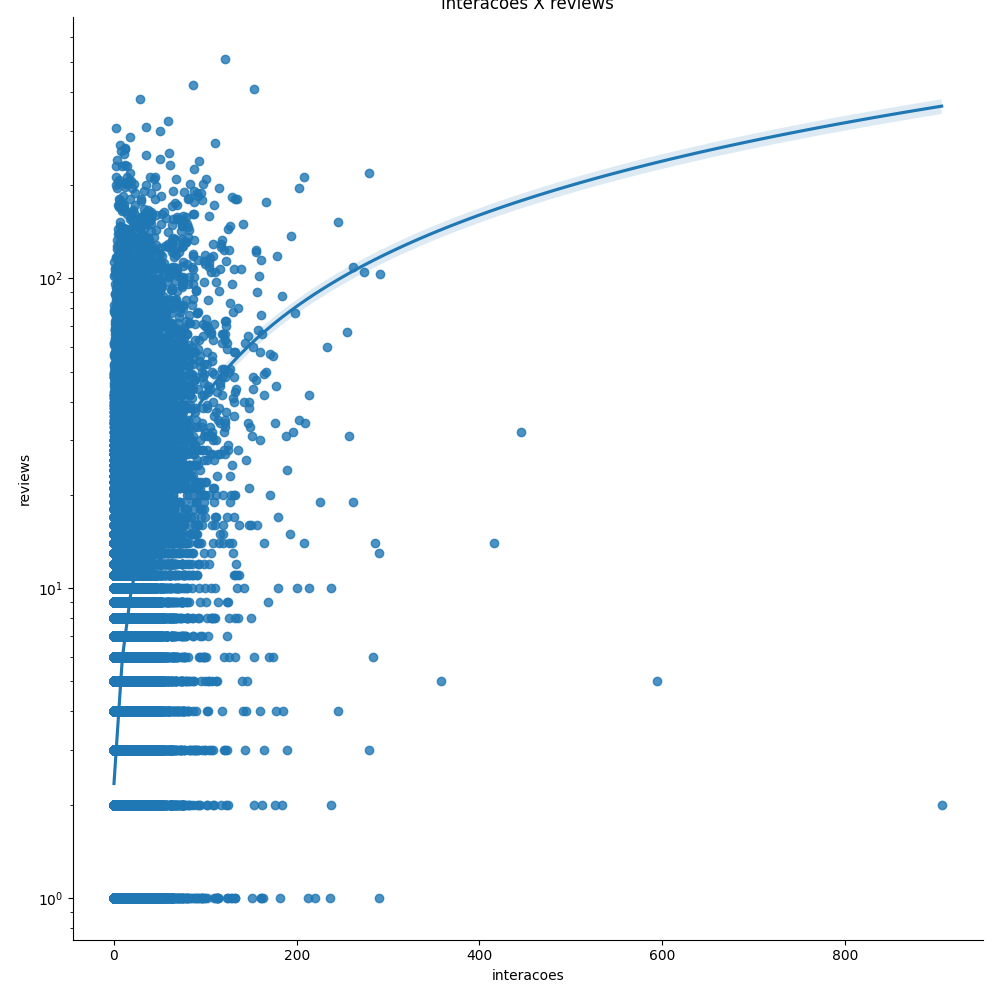 interacoes X reviews
reviews
10²
10¹
10⁰
0 200 400 600 800
interacoes